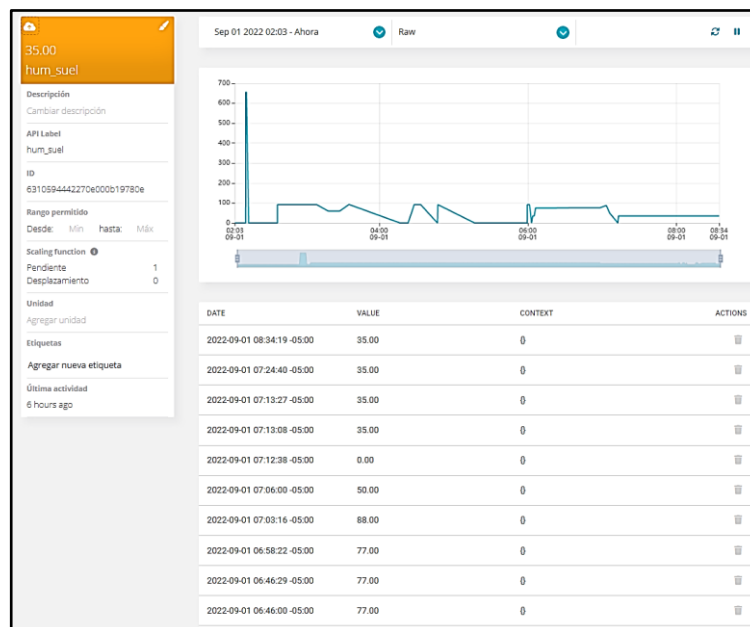 35.00
hum_suel
Descripción
Cambiar descripción
API Label
hum_suel
ID
6310594442270e000b19780e
Rango permitido
Desde: Min hasta: Máx
Scaling function
Pendiente 1
Desplazamiento 0
Unidad
Agregar unidad
Etiquetas
Agregar nueva etiqueta
Última actividad
6 hours ago
Sep 01 2022 02:03 - Ahora Raw
700
600
500
400
300
200
100
0
02:03 04:00 06:00 08:00 08:34
09-01 09-01 09-01 09-01 09-01
DATE VALUE CONTEXT ACTIONS
2022-09-01 08:34:19 -05:00 35.00 {}
2022-09-01 07:24:40 -05:00 35.00 {}
2022-09-01 07:13:27 -05:00 35.00 {}
2022-09-01 07:13:08 -05:00 35.00 {}
2022-09-01 07:12:38 -05:00 0.00 {}
2022-09-01 07:06:00 -05:00 50.00 {}
2022-09-01 07:03:16 -05:00 88.00 {}
2022-09-01 06:58:22 -05:00 77.00 {}
2022-09-01 06:46:29 -05:00 77.00 {}
2022-09-01 06:46:00 -05:00 77.00 {}